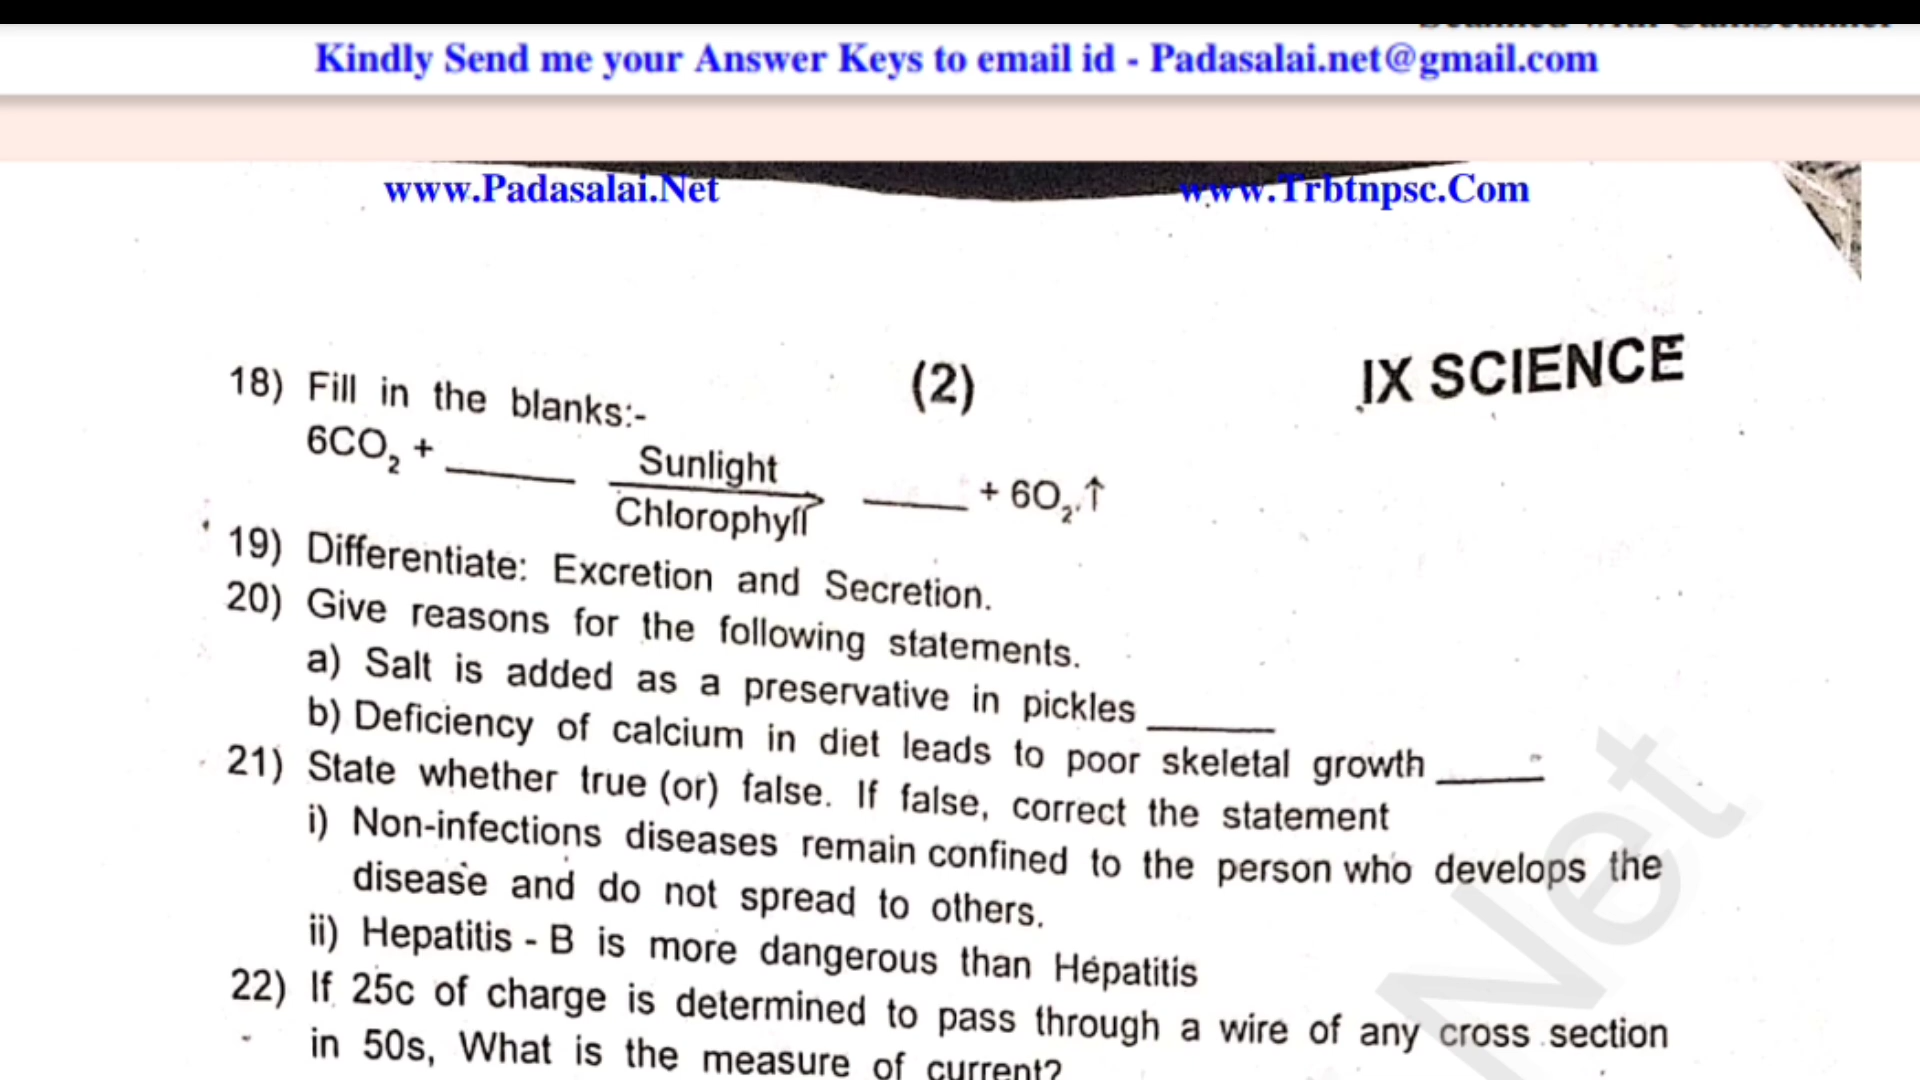 Kindly Send me your Answer Keys to email id - Padasalai.net@gmail.com
www.Padasalai.Net www.Trbtnpsc.Com
(2) IX SCIENCE
18) Fill in the blanks:-
6CO₂ + ______ Sunlight ______ + 6O₂ ↑
Chlorophyll
19) Differentiate: Excretion and Secretion.
20) Give reasons for the following statements.
a) Salt is added as a preservative in pickles ______
b) Deficiency of calcium in diet leads to poor skeletal growth ______
21) State whether true (or) false. If false, correct the statement
i) Non-infections diseases remain confined to the person who develops the
disease and do not spread to others.
ii) Hepatitis - B is more dangerous than Hepatitis
22) If 25c of charge is determined to pass through a wire of any cross section
in 50s, What is the measure of current?
Net